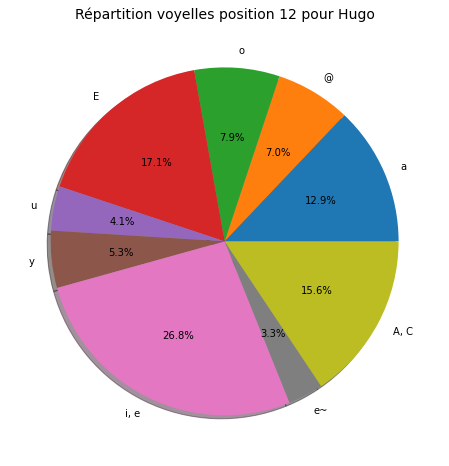 Répartition voyelles position 12 pour Hugo
o
@
E
7.9%
7.0%
17.1%
a
12.9%
u
4.1%
5.3%
y
15.6%
26.8%
3.3%
A, C
i, e
e~